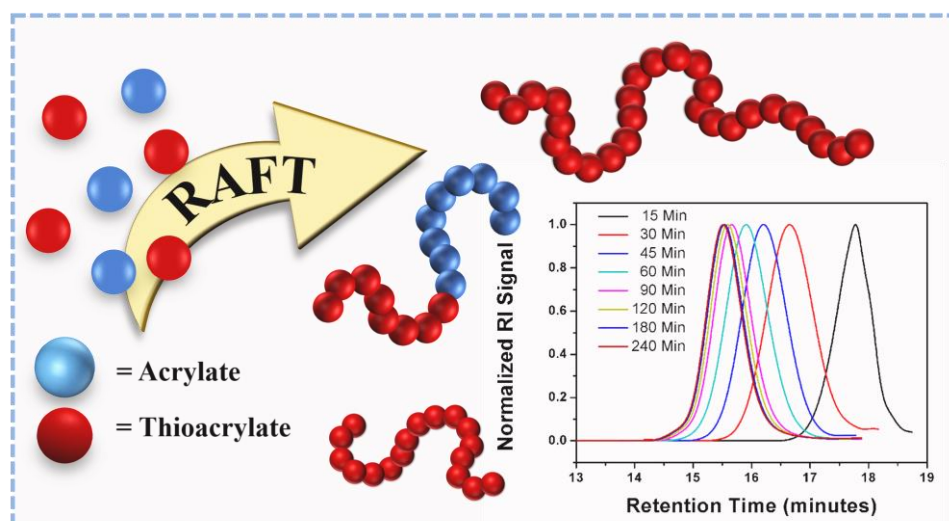 RAFT
= Acrylate
= Thioacrylate
Normalized RI Signal
1.0
0.8
0.6
0.4
0.2
0.0
15 Min
30 Min
45 Min
60 Min
90 Min
120 Min
180 Min
240 Min
13 14 15 16 17 18 19
Retention Time (minutes)